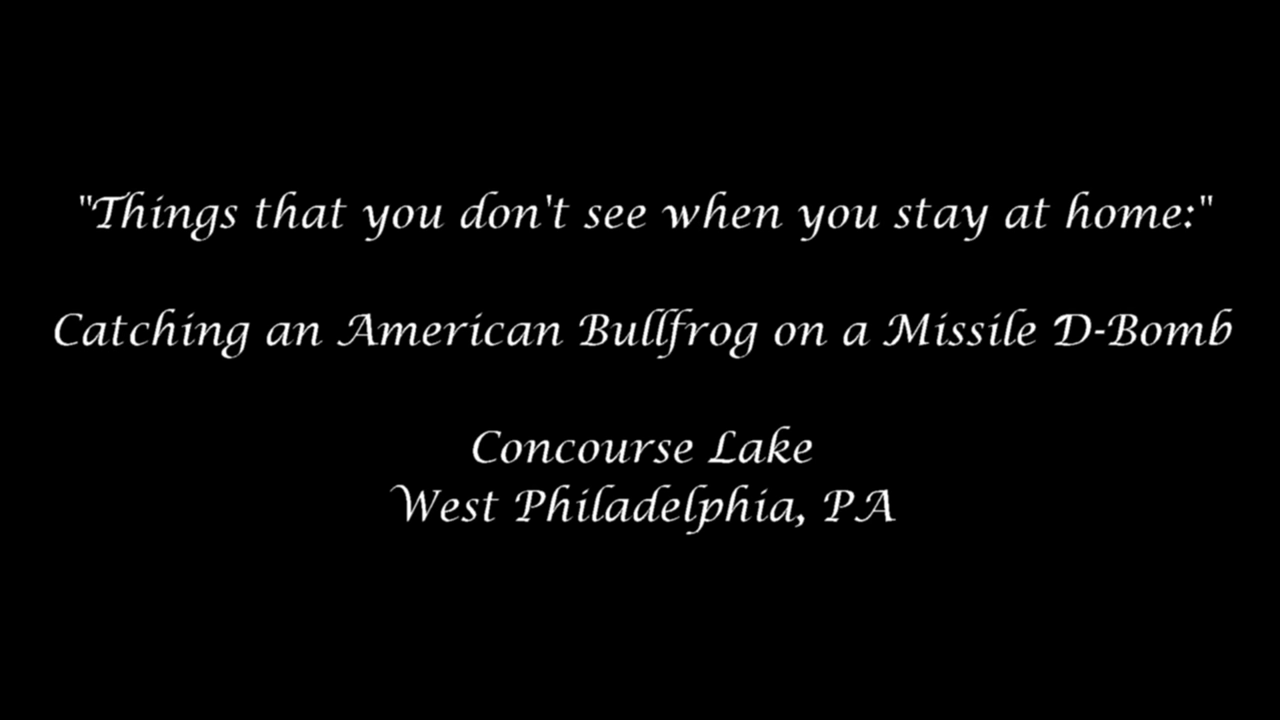 "Things that you don't see when you stay at home:"
Catching an American Bullfrog on a Missile D-Bomb
Concourse Lake
West Philadelphia, PA